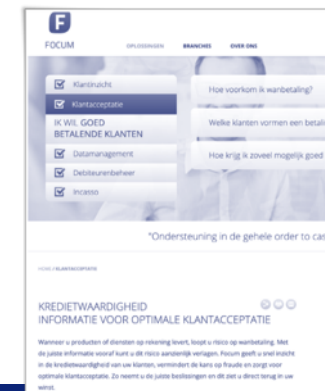 F
FOCUM
OPLOSSINGEN BRANCHES OVER ONS
Klantinzicht
Klantacceptatie
IK WIL GOED
BETALENDE KLANTEN
Datamanagement
Debiteurenbeheer
Incasso
Hoe voorkom ik wanbetaling?
Welke klanten vormen een betali
Hoe krijg ik zoveel mogelijk goed
"Ondersteuning in de gehele order to cas
HOME / KLANTACCEPTATIE
KREDIETWAARDIGHEID
INFORMATIE VOOR OPTIMALE KLANTACCEPTATIE
Wanneer u producten of diensten op rekening levert, loopt u risico op wanbetaling. Met
de juiste informatie vooraf kunt u dit risico aanzienlijk verlagen. Focum geeft u snel inzicht
in de kredietwaardigheid van uw klanten, vermindert de kans op fraude en zorgt voor
optimale klantacceptatie. Zo neemt u de juiste beslissingen en dit ziet u direct terug in uw
winst.